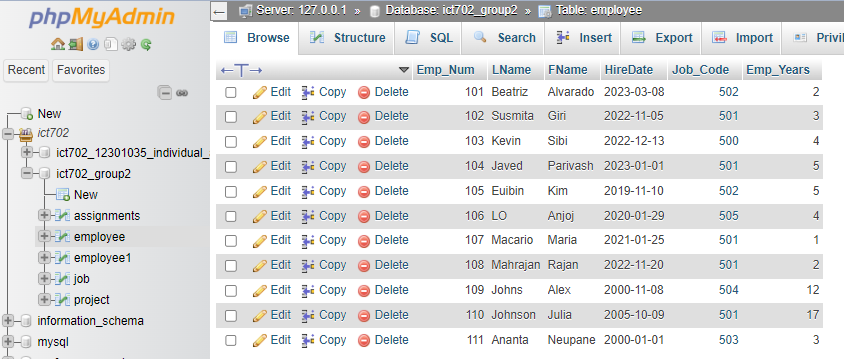 phpMyAdmin
Recent Favorites
New
ict702
ict702_12301035_individual_
ict702_group2
New
assignments
employee
employee1
job
project
information_schema
mysql
Server: 127.0.0.1 » Database: ict702_group2 » Table: employee
Browse Structure SQL Search Insert Export Import Privil
←T→ Emp_Num LName FName HireDate Job_Code Emp_Years
Edit Copy Delete 101 Beatriz Alvarado 2023-03-08 502 2
Edit Copy Delete 102 Susmita Giri 2022-11-05 501 3
Edit Copy Delete 103 Kevin Sibi 2022-12-13 500 4
Edit Copy Delete 104 Javed Parivash 2023-01-01 501 5
Edit Copy Delete 105 Euibin Kim 2019-11-10 502 5
Edit Copy Delete 106 LO Anjoj 2020-01-29 505 4
Edit Copy Delete 107 Macario Maria 2021-01-25 501 1
Edit Copy Delete 108 Mahrajan Rajan 2022-11-20 501 2
Edit Copy Delete 109 Johns Alex 2000-11-08 504 12
Edit Copy Delete 110 Johnson Julia 2005-10-09 501 17
Edit Copy Delete 111 Ananta Neupane 2000-01-01 503 3